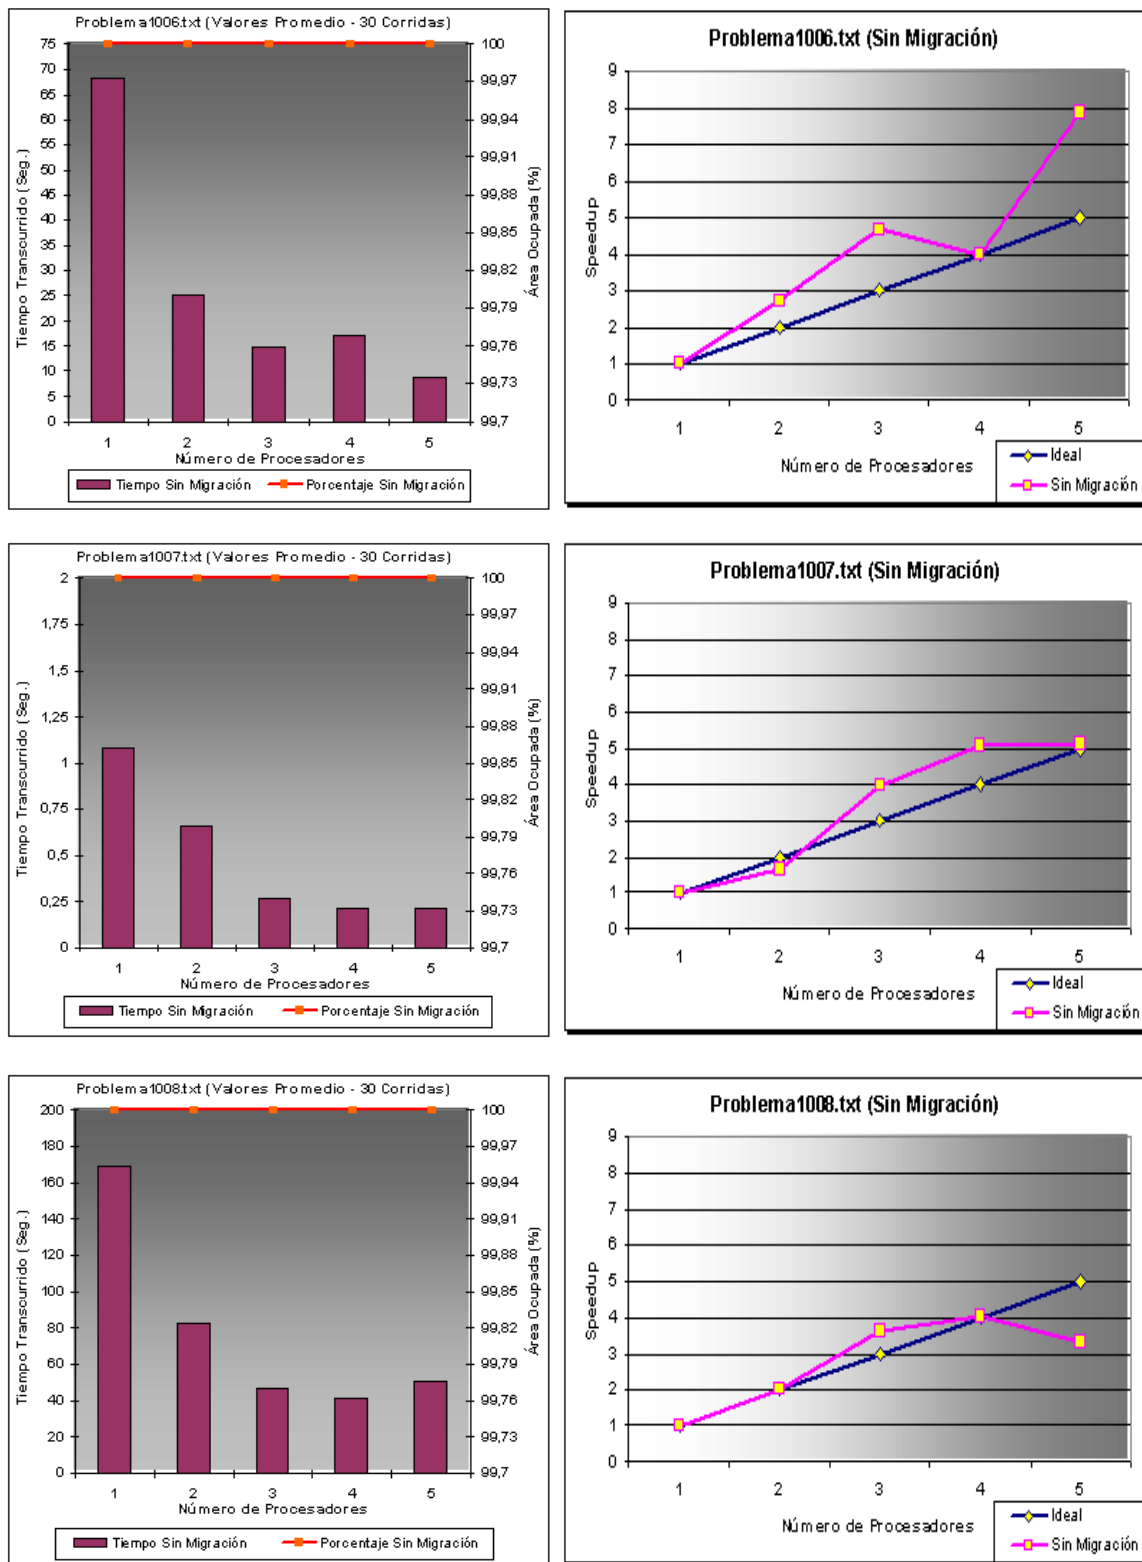 Problema1006.txt (Valores Promedio - 30 Corridas)
75
70
65
60
55
50
45
40
35
30
25
20
15
10
5
0
100
99,97
99,94
99,91
99,88
99,85
99,82
99,79
99,76
99,73
99,7
Tiempo Transcurrido (Seg.)
Área Ocupada (%)
1 2 3 4 5
Número de Procesadores
Tiempo Sin Migración Porcentaje Sin Migración
Problema1006.txt (Sin Migración)
9
8
7
6
5
4
3
2
1
0
Speedup
1 2 3 4 5
Número de Procesadores
Ideal
Sin Migración
Problema1007.txt (Valores Promedio - 30 Corridas)
2
1,75
1,5
1,25
1
0,75
0,5
0,25
0
100
99,97
99,94
99,91
99,88
99,85
99,82
99,79
99,76
99,73
99,7
Tiempo Transcurrido (Seg.)
Área Ocupada (%)
1 2 3 4 5
Número de Procesadores
Tiempo Sin Migración Porcentaje Sin Migración
Problema1007.txt (Sin Migración)
9
8
7
6
5
4
3
2
1
0
Speedup
1 2 3 4 5
Número de Procesadores
Ideal
Sin Migración
Problema1008.txt (Valores Promedio - 30 Corridas)
200
180
160
140
120
100
80
60
40
20
0
100
99,97
99,94
99,91
99,88
99,85
99,82
99,79
99,76
99,73
99,7
Tiempo Transcurrido (Seg.)
Área Ocupada (%)
1 2 3 4 5
Número de Procesadores
Tiempo Sin Migración Porcentaje Sin Migración
Problema1008.txt (Sin Migración)
9
8
7
6
5
4
3
2
1
0
Speedup
1 2 3 4 5
Número de Procesadores
Ideal
Sin Migración